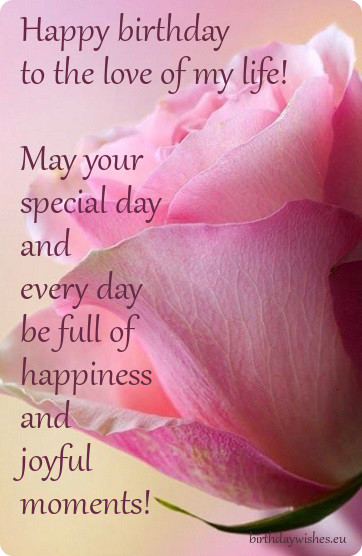 Happy birthday
to the love of my life!
May your
special day
and
every day
be full of
happiness
and
joyful
moments!
birthdaywishes.eu